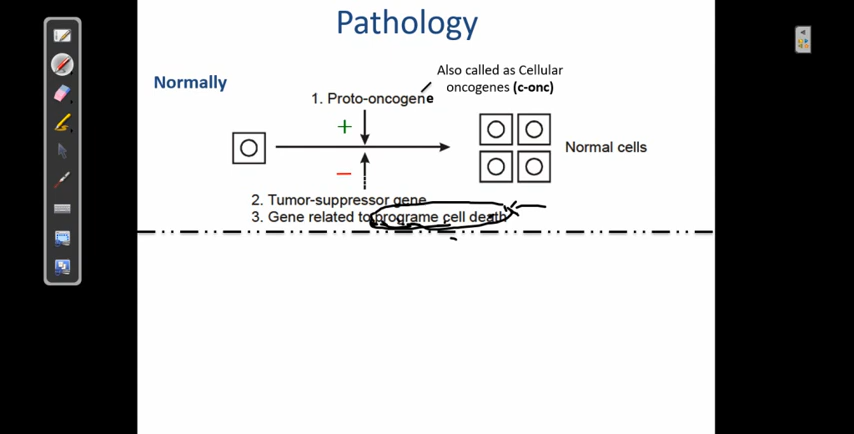 Pathology
Normally
Also called as Cellular
oncogenes (c-onc)
1. Proto-oncogene
+
−
Normal cells
2. Tumor-suppressor gene
3. Gene related to programe cell death